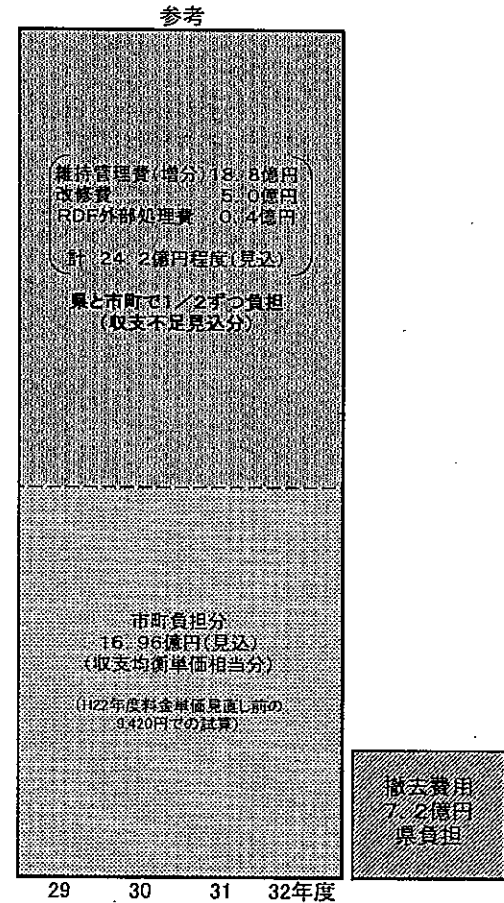 参考
維持管理費(増分)18.8億円
改修費 5.0億円
RDF外部処理費 0.4億円
計 24.2億円程度(見込)
県と市町で1/2ずつ負担
(収支不足見込分)
市町負担分
16.96億円(見込)
(収支均衡単価相当分)
(H22年度料金単価見直し前の
9,420円での試算)
撤去費用
7.2億円
県負担
29 30 31 32年度